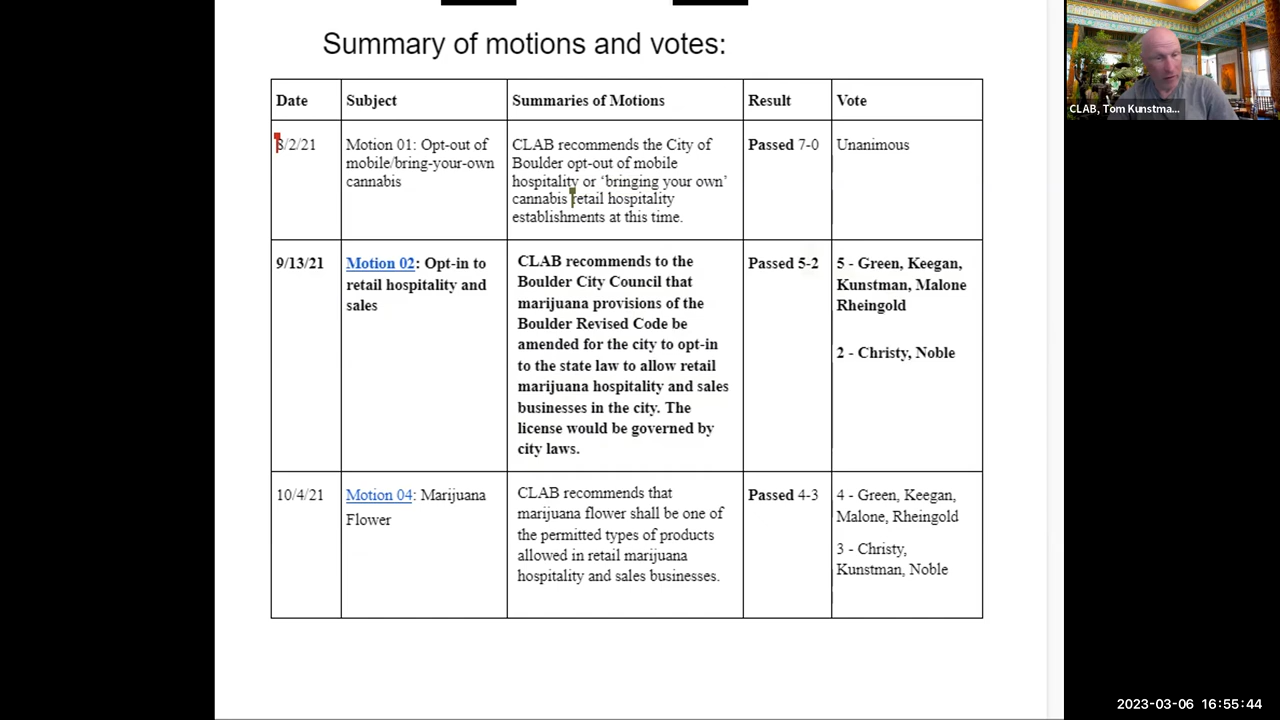 Summary of motions and votes:
Date Subject Summaries of Motions Result Vote
8/2/21 Motion 01: Opt-out of mobile/bring-your-own cannabis
CLAB recommends the City of
Boulder opt-out of mobile
hospitality or ‘bringing your own’
cannabis retail hospitality
establishments at this time.
Passed 7-0
Unanimous
9/13/21
Motion 02: Opt-in to
retail hospitality and
sales
CLAB recommends to the
Boulder City Council that
marijuana provisions of the
Boulder Revised Code be
amended for the city to opt-in
to the state law to allow retail
marijuana hospitality and sales
businesses in the city. The
license would be governed by
city laws.
Passed 5-2
5 - Green, Keegan,
Kunstman, Malone
Rheingold
2 - Christy, Noble
10/4/21
Motion 04: Marijuana
Flower
CLAB recommends that
marijuana flower shall be one of
the permitted types of products
allowed in retail marijuana
hospitality and sales businesses.
Passed 4-3
4 - Green, Keegan,
Malone, Rheingold
3 - Christy,
Kunstman, Noble
CLAB, Tom Kunstma...
2023-03-06 16:55:44